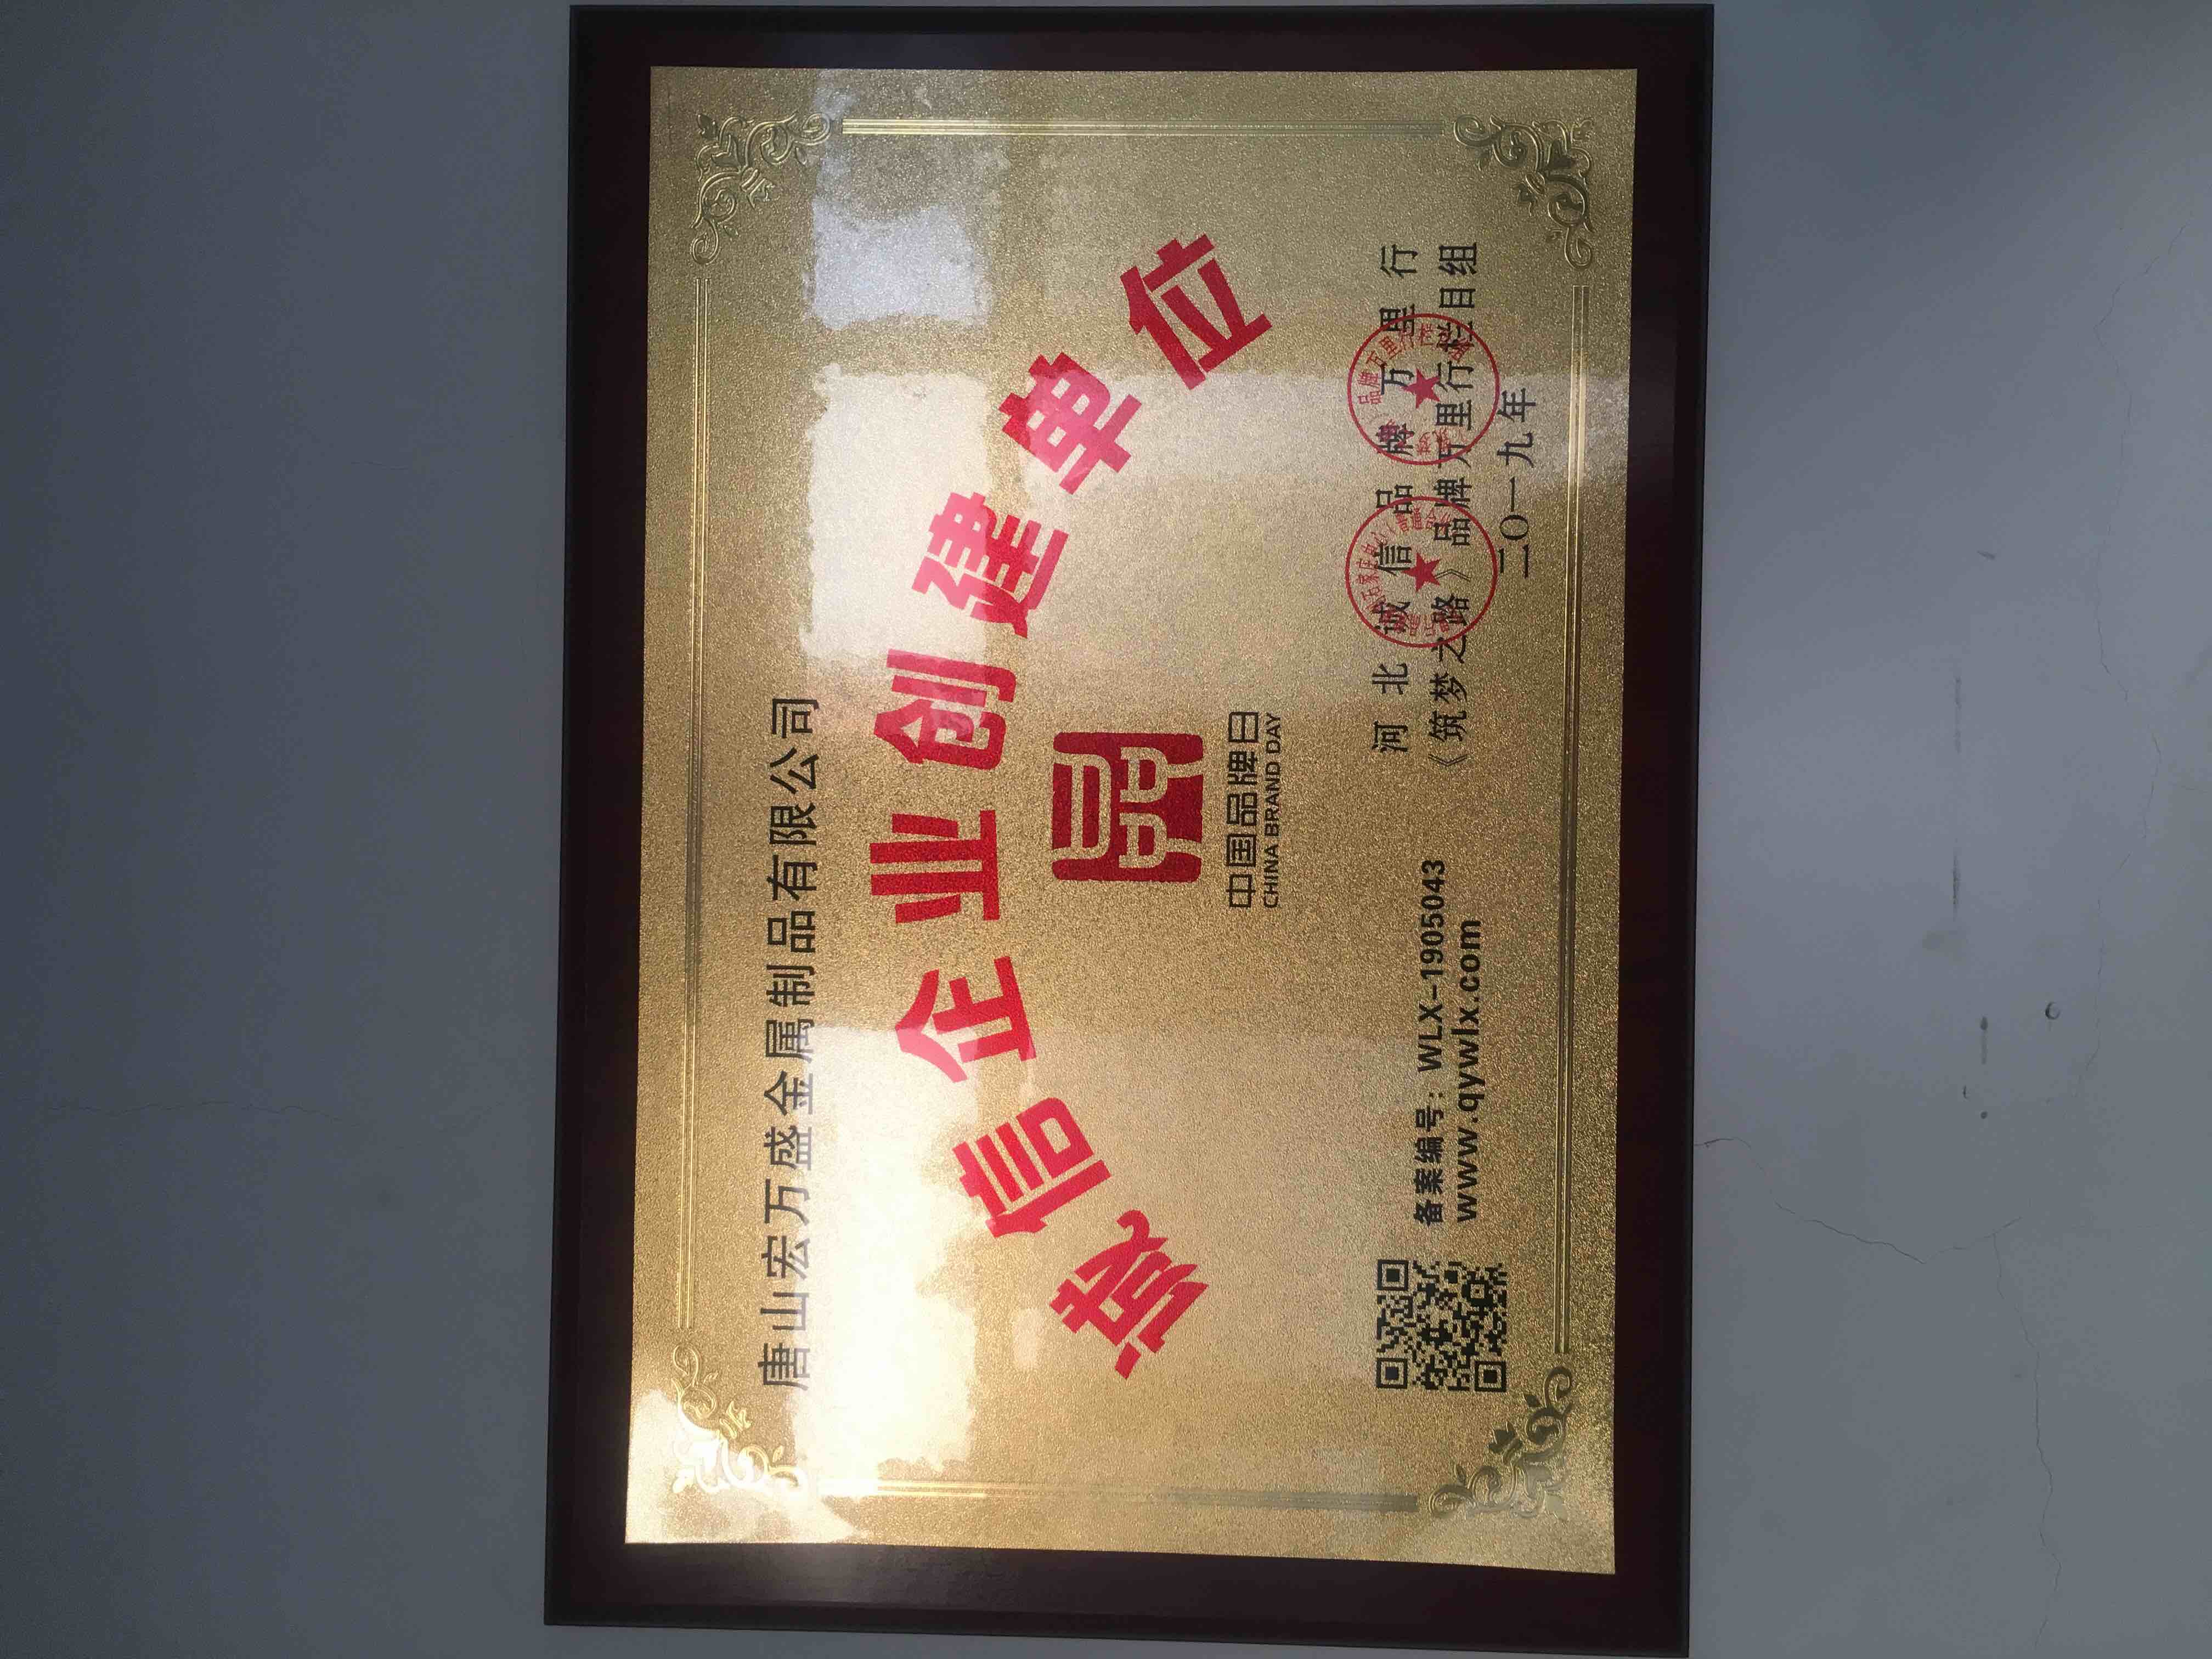 唐山宏万盛金属制品有限公司
诚信企业创建单位
中国品牌日
CHINA BRAND DAY
备案编号：WLX-1905043
www.qywlx.com
河北诚信品牌万里行
《筑梦之路》品牌万里行栏目组
二〇一九年